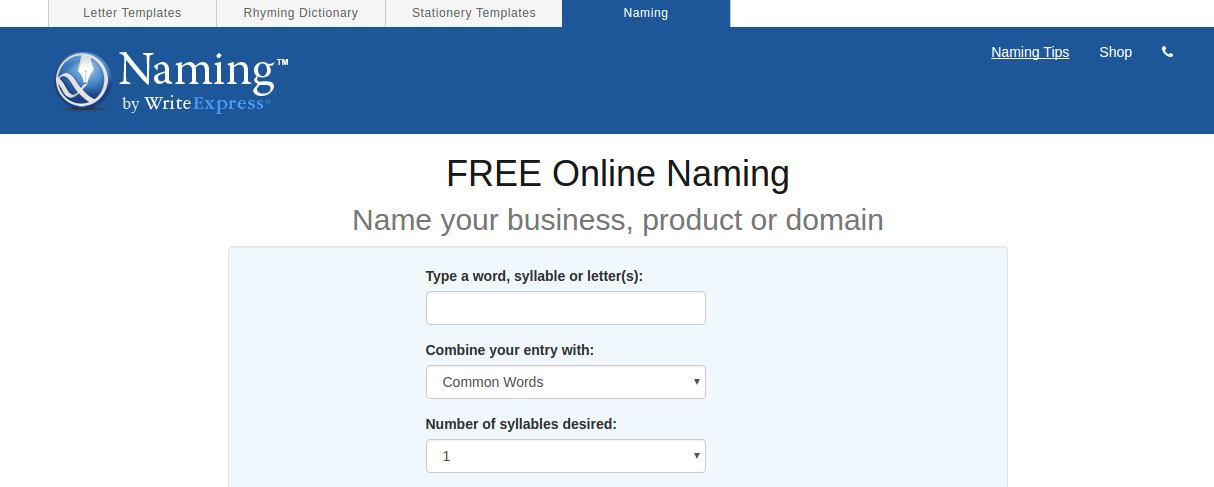 Letter Templates
Rhyming Dictionary
Stationery Templates
Naming
Naming™
by WriteExpress®
Naming Tips
Shop
FREE Online Naming
Name your business, product or domain
Type a word, syllable or letter(s):
Combine your entry with:
Common Words
Number of syllables desired:
1